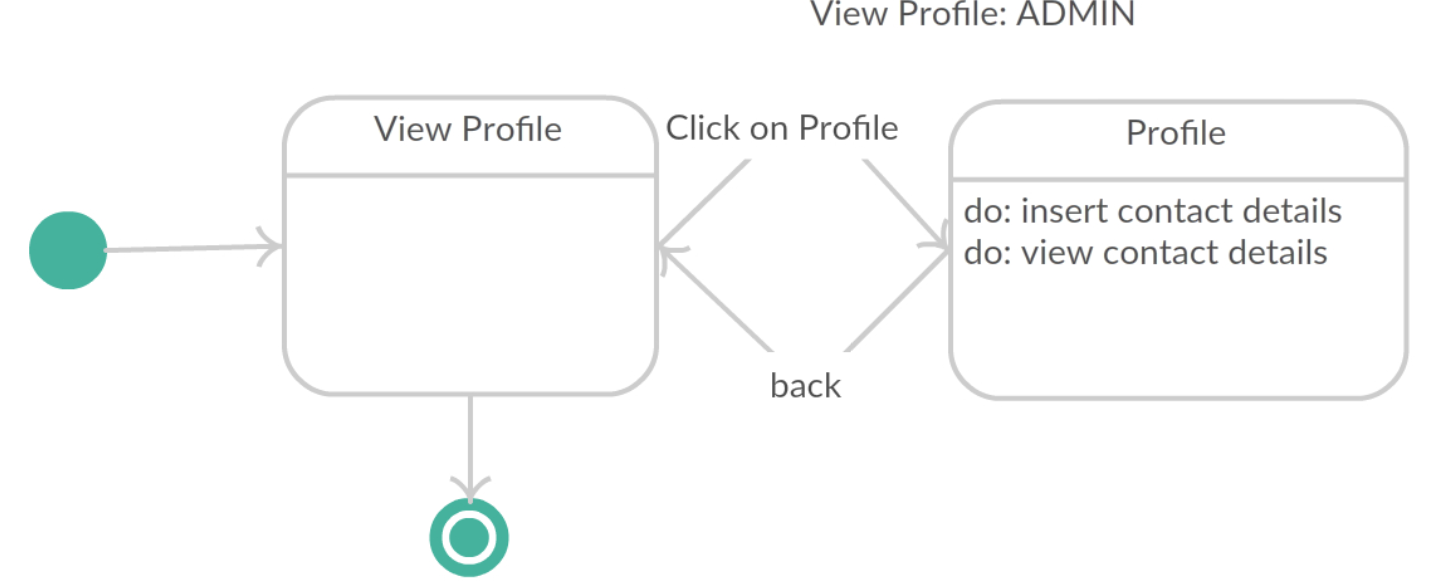 View Profile: ADMIN
View Profile
Click on Profile
Profile
do: insert contact details
do: view contact details
back